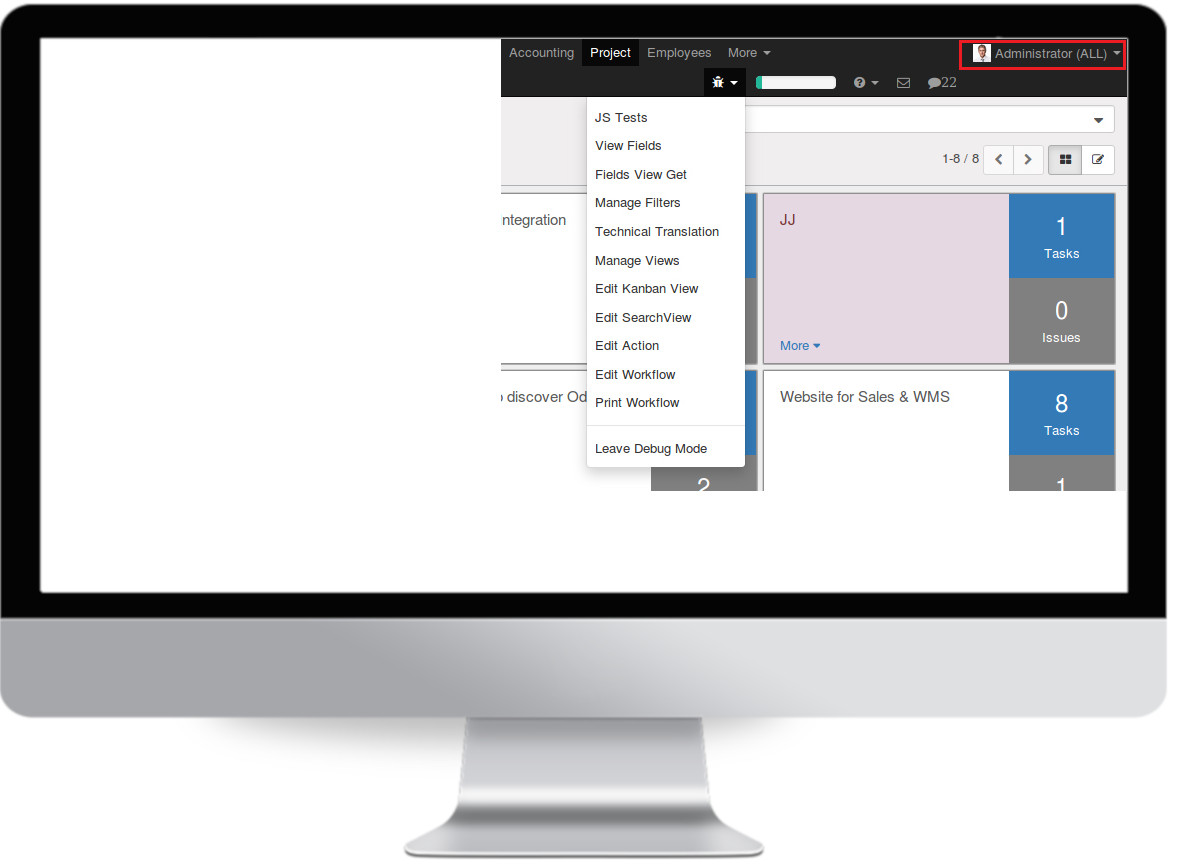 Accounting Project Employees More Administrator (ALL)
22
JS Tests
View Fields
Fields View Get
Manage Filters
Technical Translation
Manage Views
Edit Kanban View
Edit SearchView
Edit Action
Edit Workflow
Print Workflow
Leave Debug Mode
1-8 / 8
ntegration
JJ
1
Tasks
0
Issues
More
discover Od
2
Website for Sales & WMS
8
Tasks
1